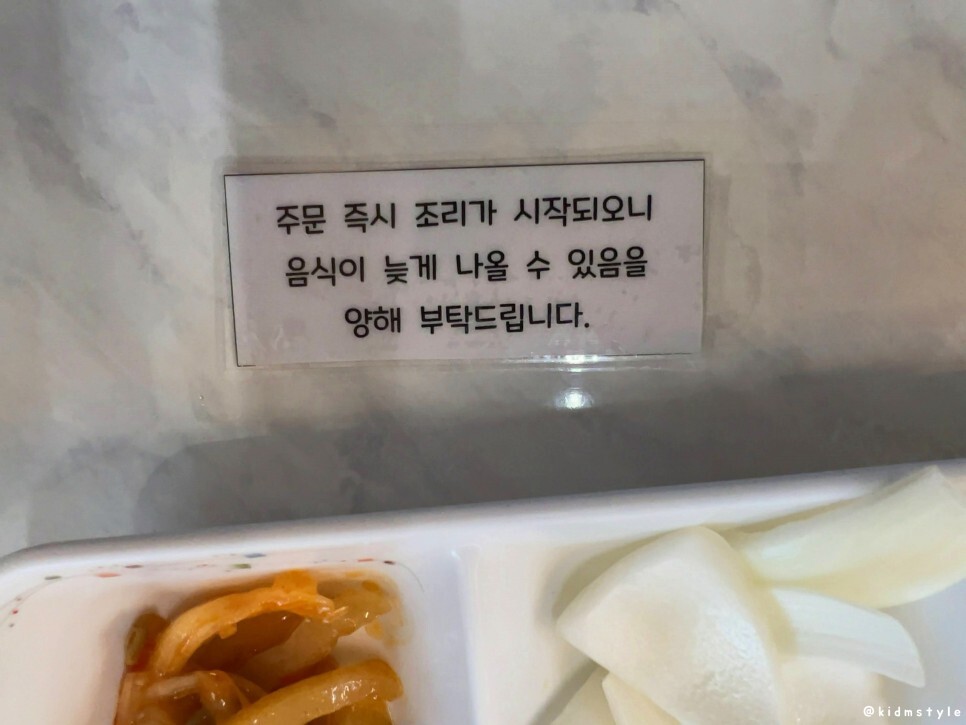 주문 즉시 조리가 시작되오니
음식이 늦게 나올 수 있음을
양해 부탁드립니다.
@kidmstyle